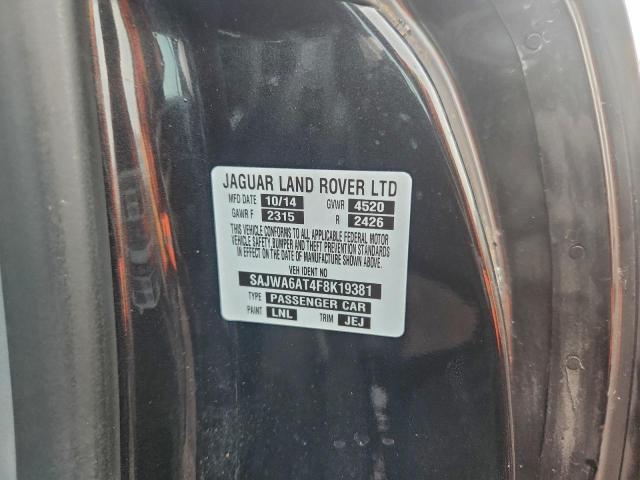 JAGUAR LAND ROVER LTD
MFD DATE 10/14 GVWR 4520
GAWR F 2315 R 2426
THIS VEHICLE CONFORMS TO ALL APPLICABLE FEDERAL MOTOR
VEHICLE SAFETY, BUMPER AND THEFT PREVENTION STANDARDS
IN EFFECT ON THE DATE OF MANUFACTURE SHOWN ABOVE.
VEH IDENT NO
SAJWA6AT4F8K19381
TYPE PASSENGER CAR
PAINT LNL TRIM JEJ